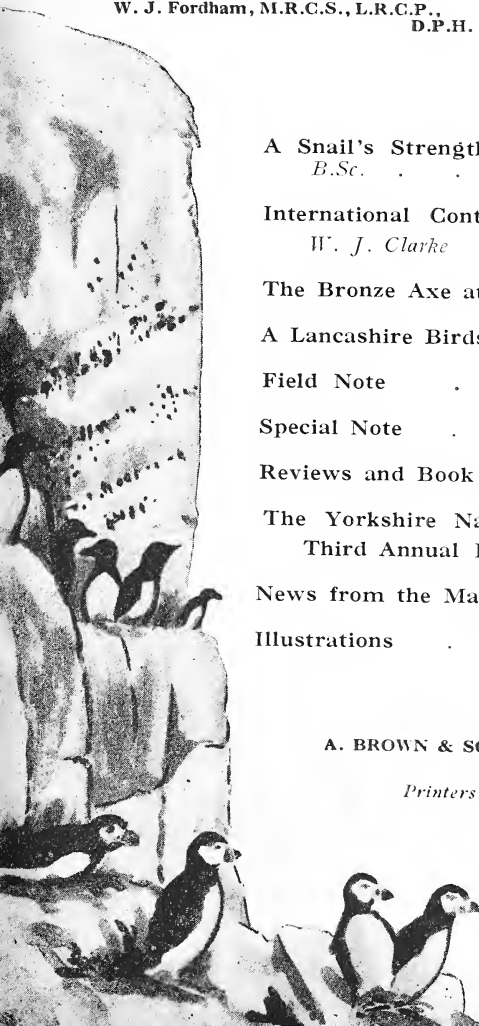 W. J. Fordham, M.R.C.S., L.R.C.P.,
D.P.H.
A Snail's Strengt
B.Sc. . .
International Cont
W. J. Clarke
The Bronze Axe a
A Lancashire Birds
Field Note .
Special Note .
Reviews and Book
The Yorkshire Na
Third Annual
News from the Ma
Illustrations .
A. BROWN & S
Printers